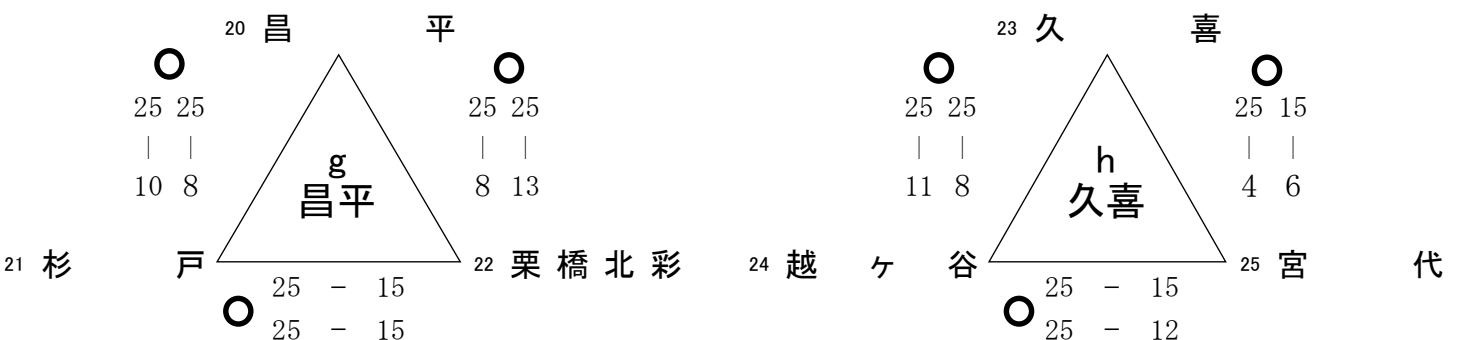 20 昌 平 23 久 喜
○ ○ ○ ○
25 25 25 25 25 25 25 15
| | | | | | | |
10 8 8 13 11 8 4 6
g h
昌平 久喜
21 杉 戸 22 栗橋北彩 24 越ヶ谷 25 宮 代
25 － 15 25 － 15
○ 25 － 15 ○ 25 － 12